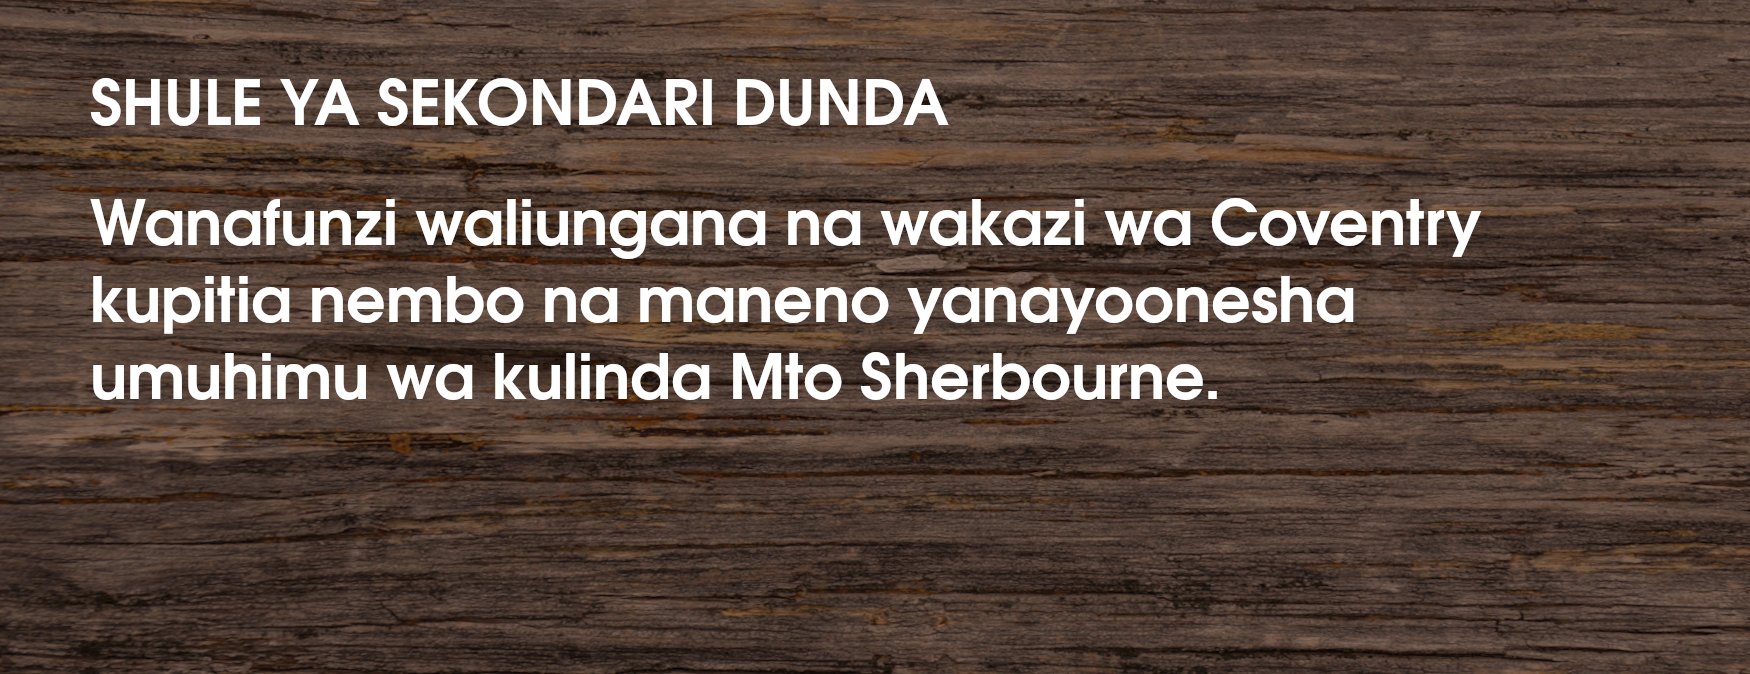 SHULE YA SEKONDARI DUNDA
Wanafunzi waliungana na wakazi wa Coventry
kupitia nembo na maneno yanayoonesha
umuhimu wa kulinda Mto Sherbourne.